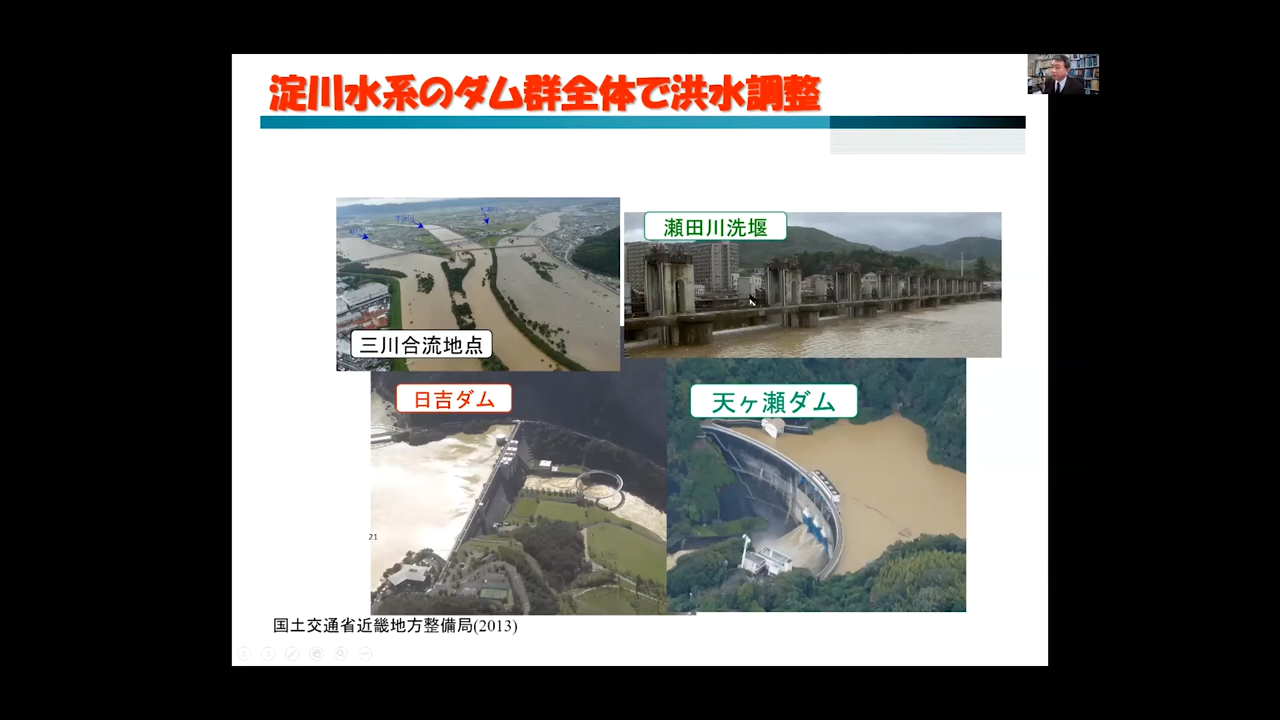 淀川水系のダム群全体で洪水調整
瀬田川洗堰
三川合流地点
日吉ダム
天ヶ瀬ダム
21
国土交通省近畿地方整備局(2013)